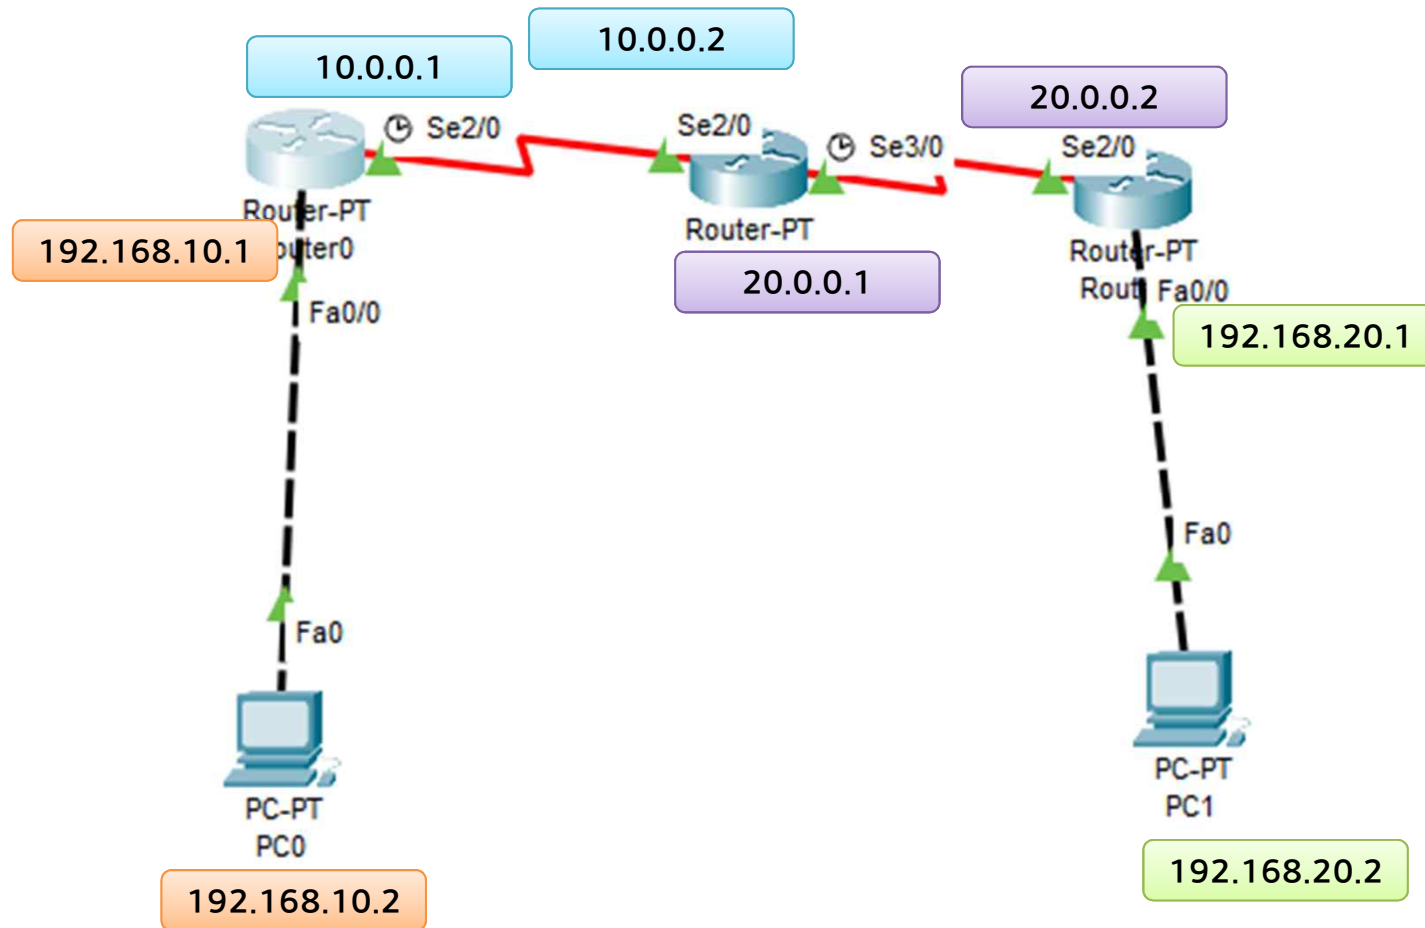 10.0.0.1
10.0.0.2
20.0.0.2
Se2/0
Se2/0
Se3/0
Se2/0
Router-PT
192.168.10.1
Router-PT
20.0.0.1
Router-PT
Fa0/0
192.168.20.1
Fa0/0
Fa0
Fa0
PC-PT
PC0
192.168.10.2
PC-PT
PC1
192.168.20.2